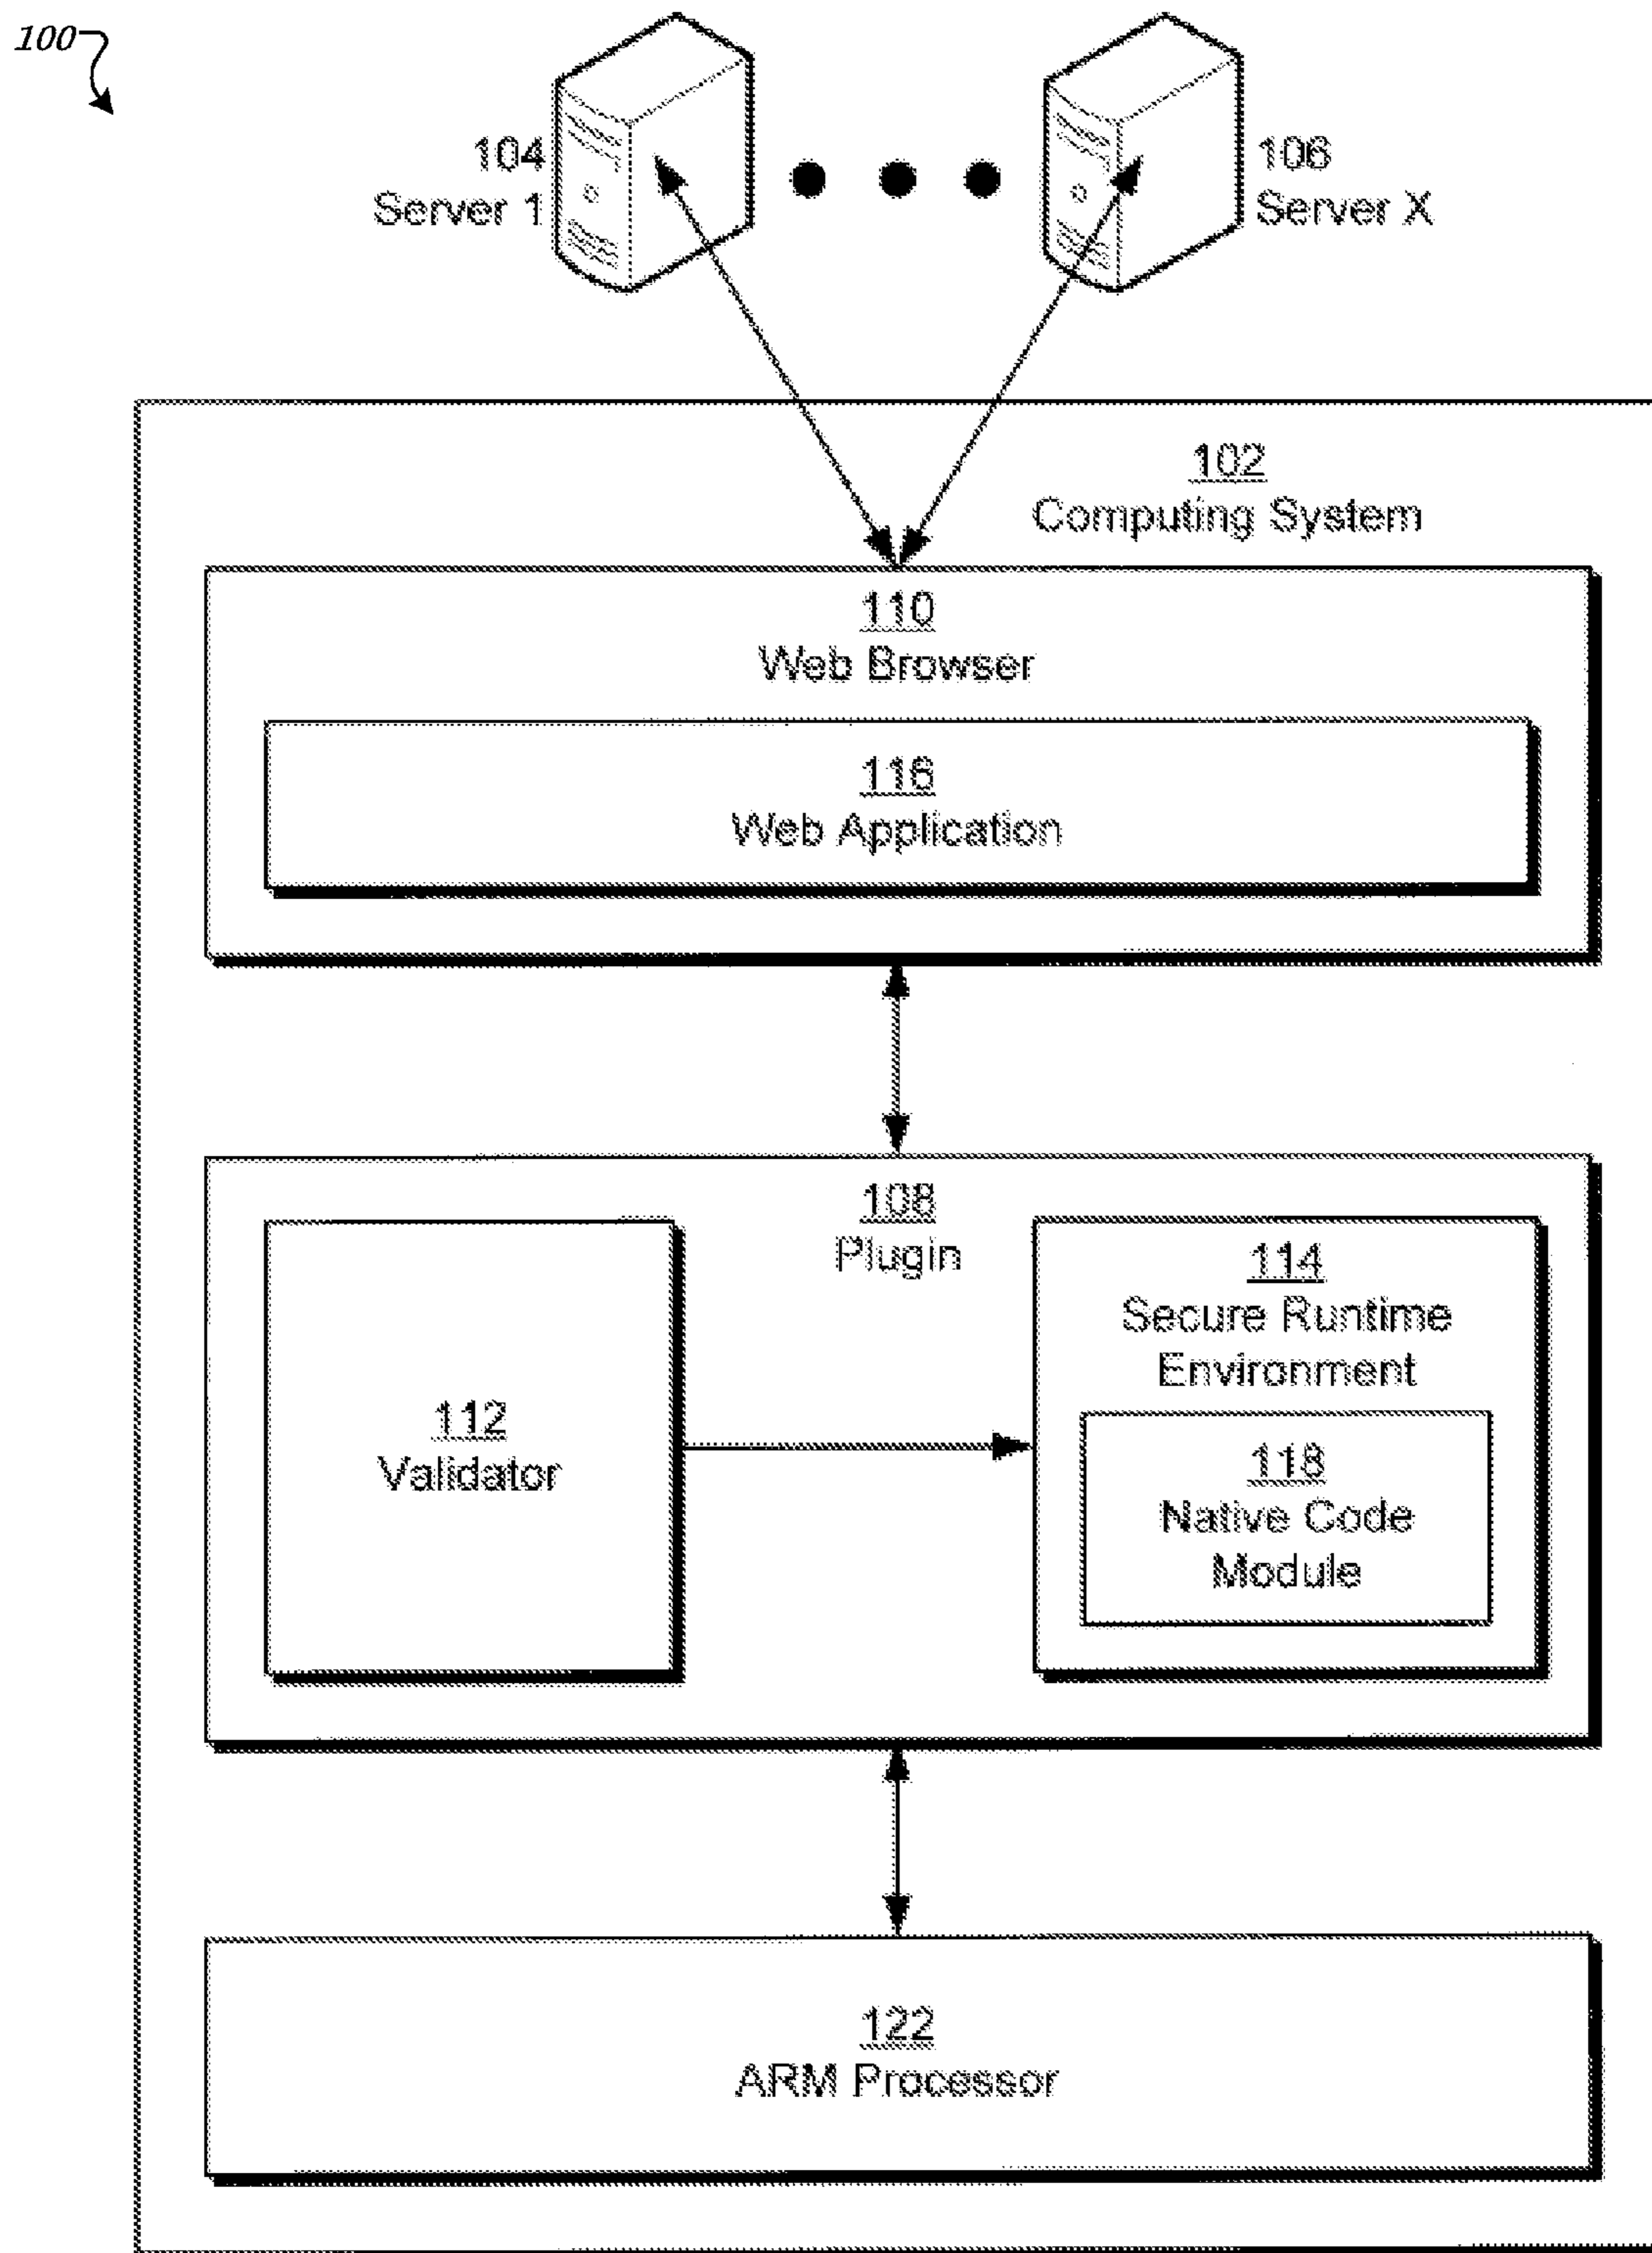 100
104
Server 1
106
Server X
102
Computing System
110
Web Browser
116
Web Application
108
Plugin
112
Validator
114
Secure Runtime
Environment
118
Native Code
Module
122
ARM Processor